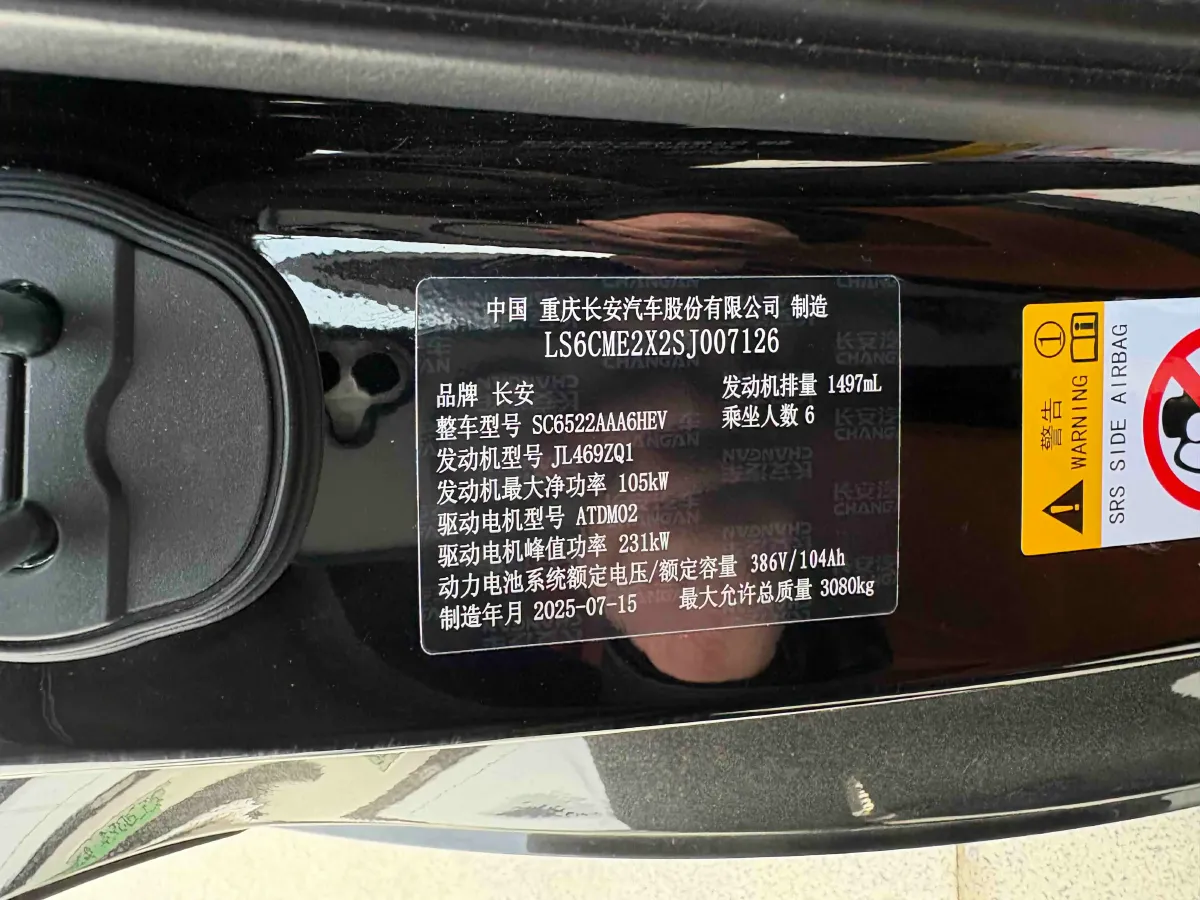 中国 重庆长安汽车股份有限公司 制造
LS6CME2X2SJ007126
品牌 长安
发动机排量 1497mL
整车型号 SC6522AAA6HEV
乘坐人数 6
发动机型号 JL469ZQ1
发动机最大净功率 105kW
驱动电机型号 ATDM02
驱动电机峰值功率 231kW
动力电池系统额定电压/额定容量 386V/104Ah
制造年月 2025-07-15 最大允许总质量 3080kg
警告
WARNING
SRS SIDE AIRBAG